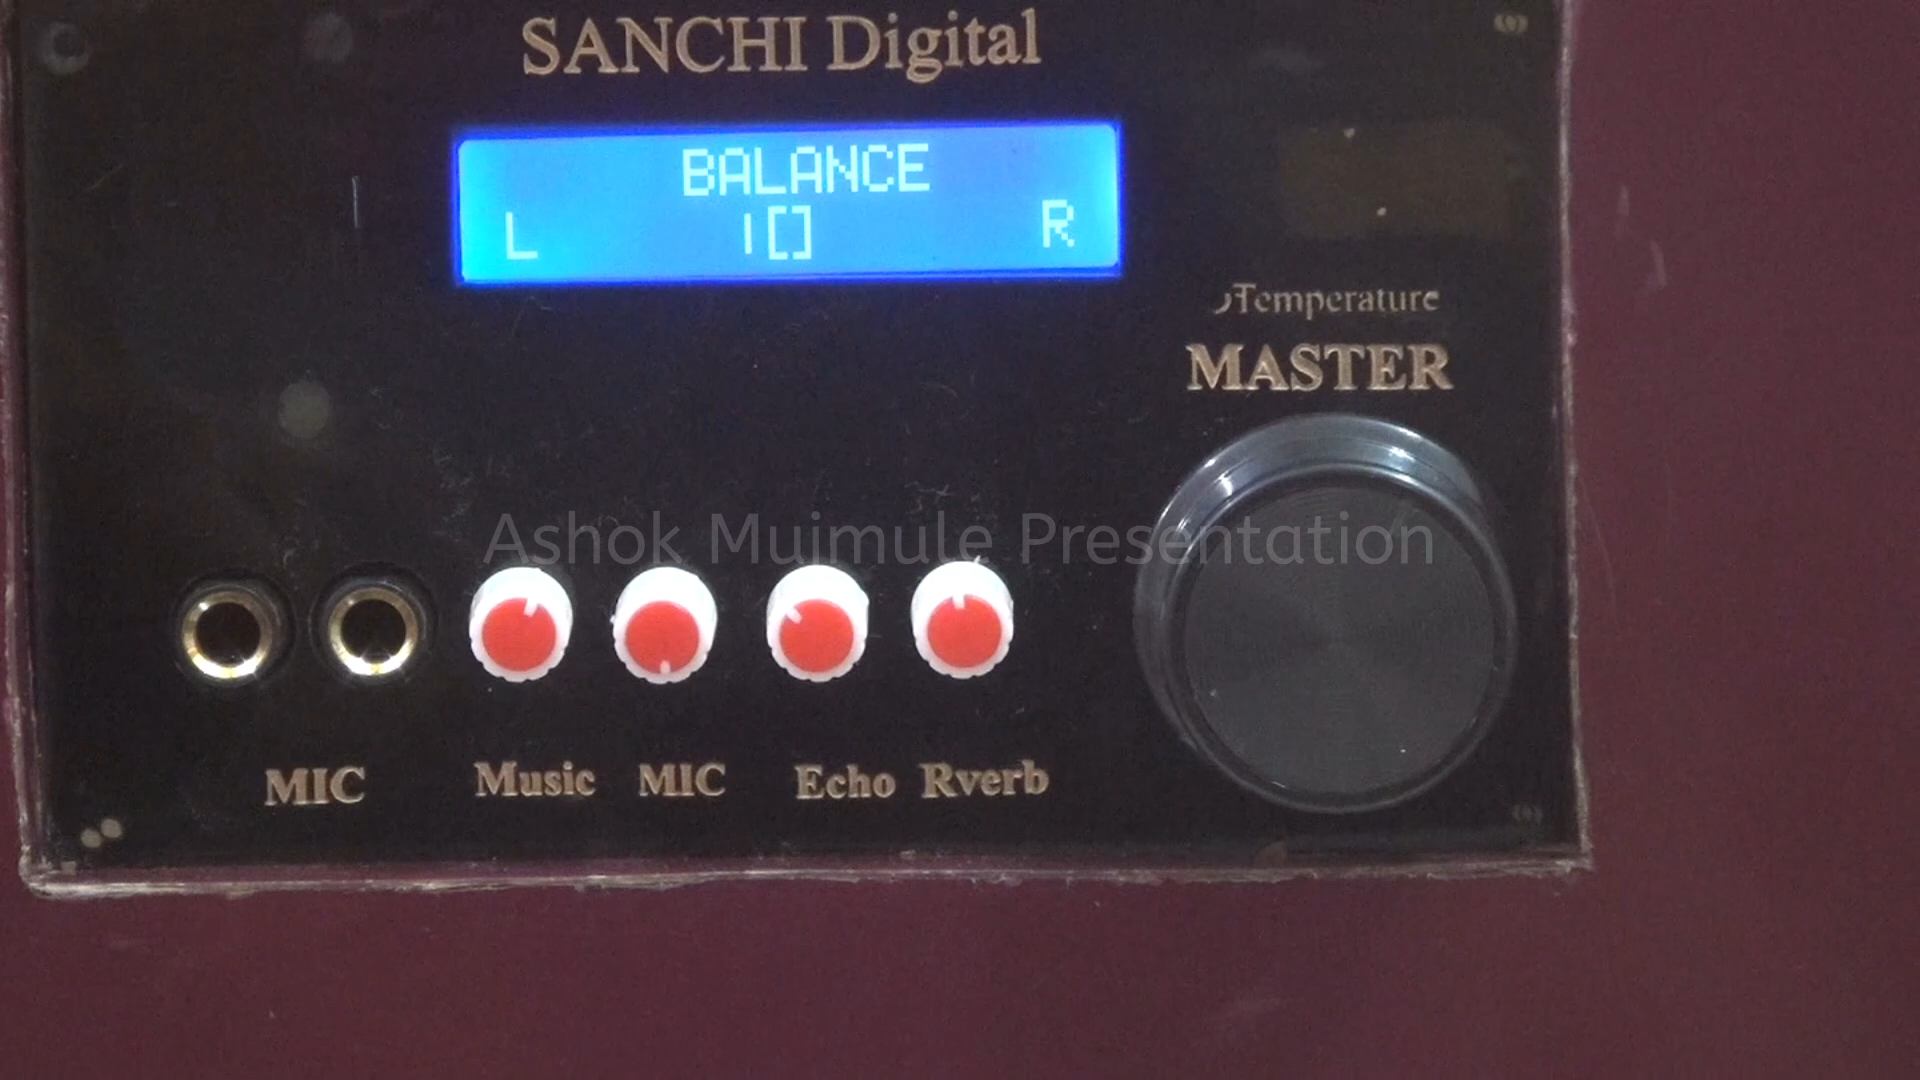 SANCHI Digital
BALANCE
L I[] R
Temperature
MASTER
Ashok Muimule Presentation
MIC Music MIC Echo Rverb